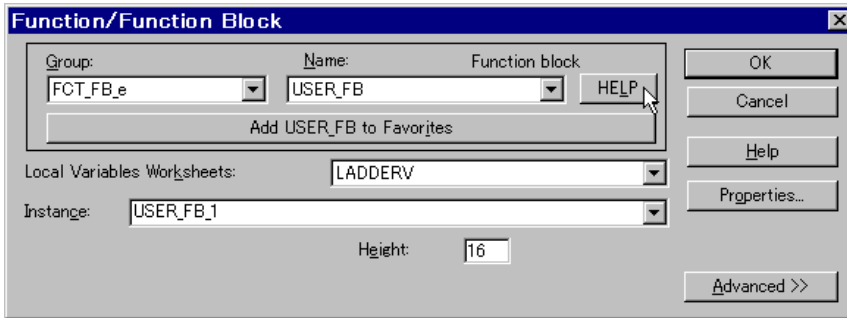 Function/Function Block
Group:
Name:
Function block
FCT_FB_e
USER_FB
HELP
Add USER_FB to Favorites
Local Variables Worksheets:
LADDERV
Instance:
USER_FB_1
Height:
16
OK
Cancel
Help
Properties...
Advanced >>